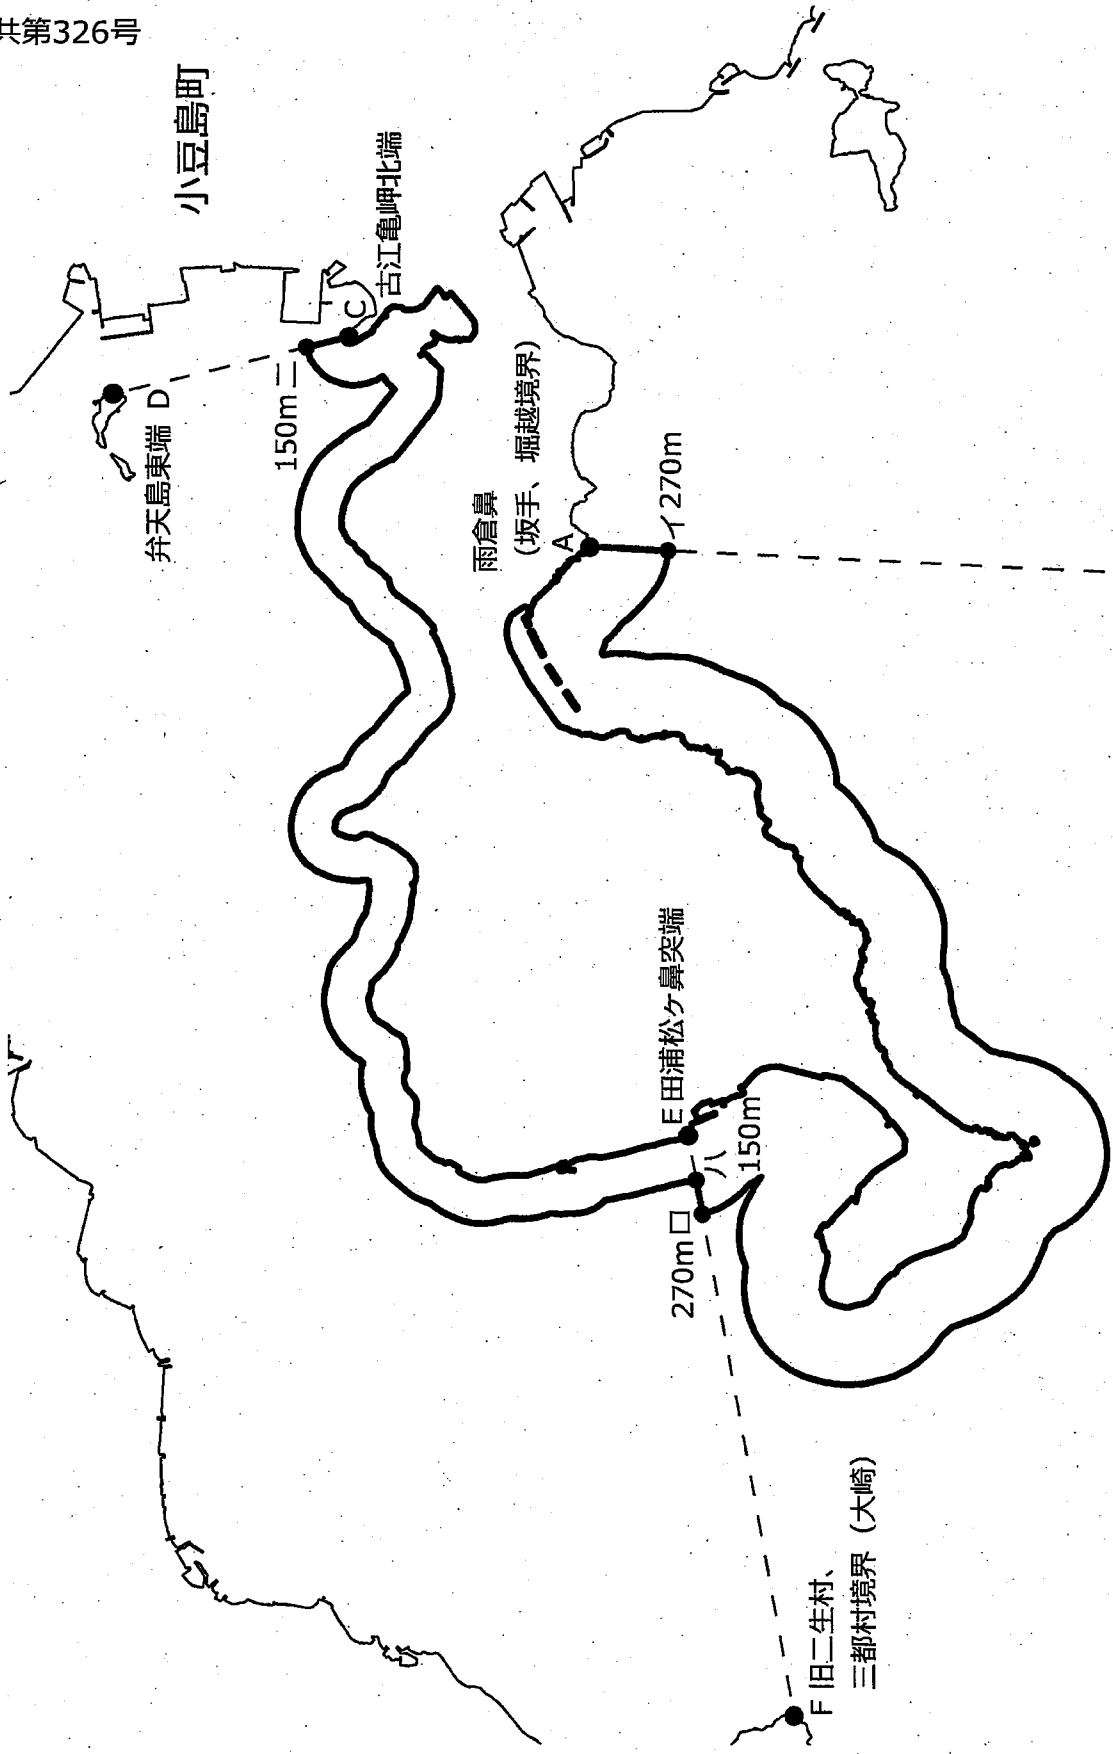 共第326号
小豆島町
古江亀岬北端
C
150m ニ
弁天島東端 D
雨倉鼻
(坂手、堀越境界)
A
イ 270m
E 田浦松ヶ鼻突端
ハ
150m
270m ロ
F 旧二生村、
三都村境界 (大崎)